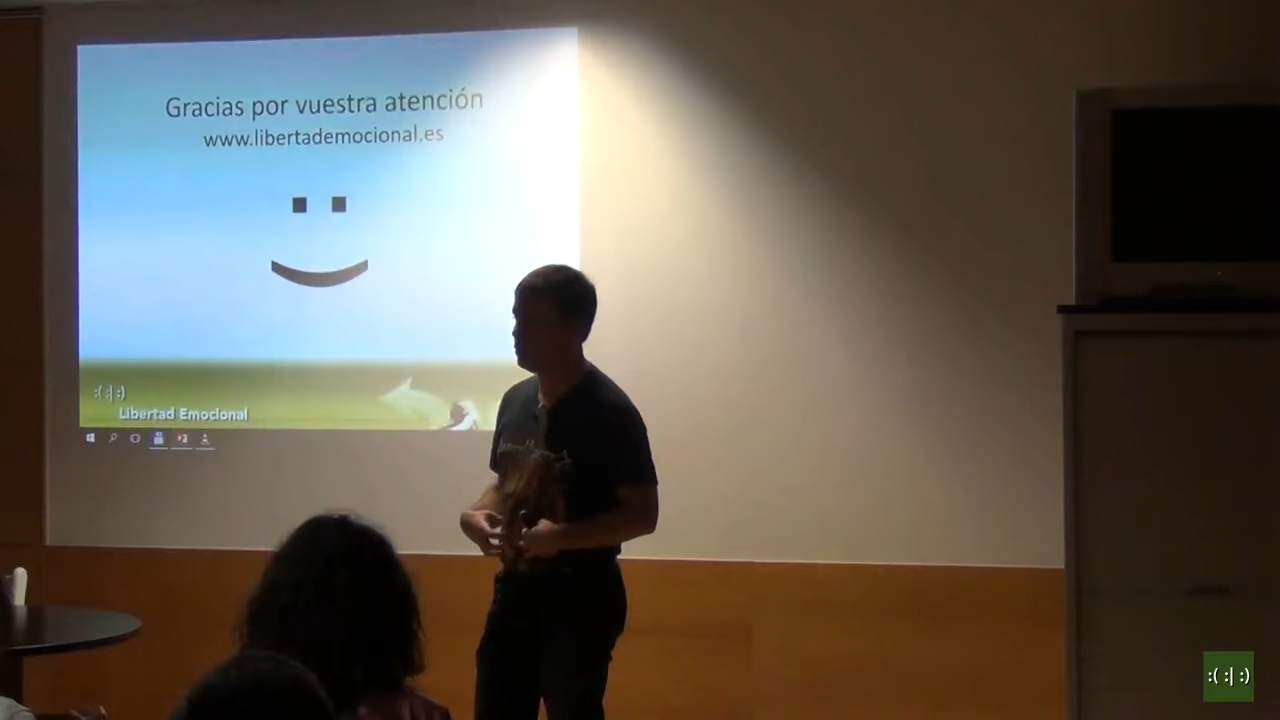 Gracias por vuestra atención
www.libertademocional.es
:( :| :)
Libertad Emocional
:( :| :)